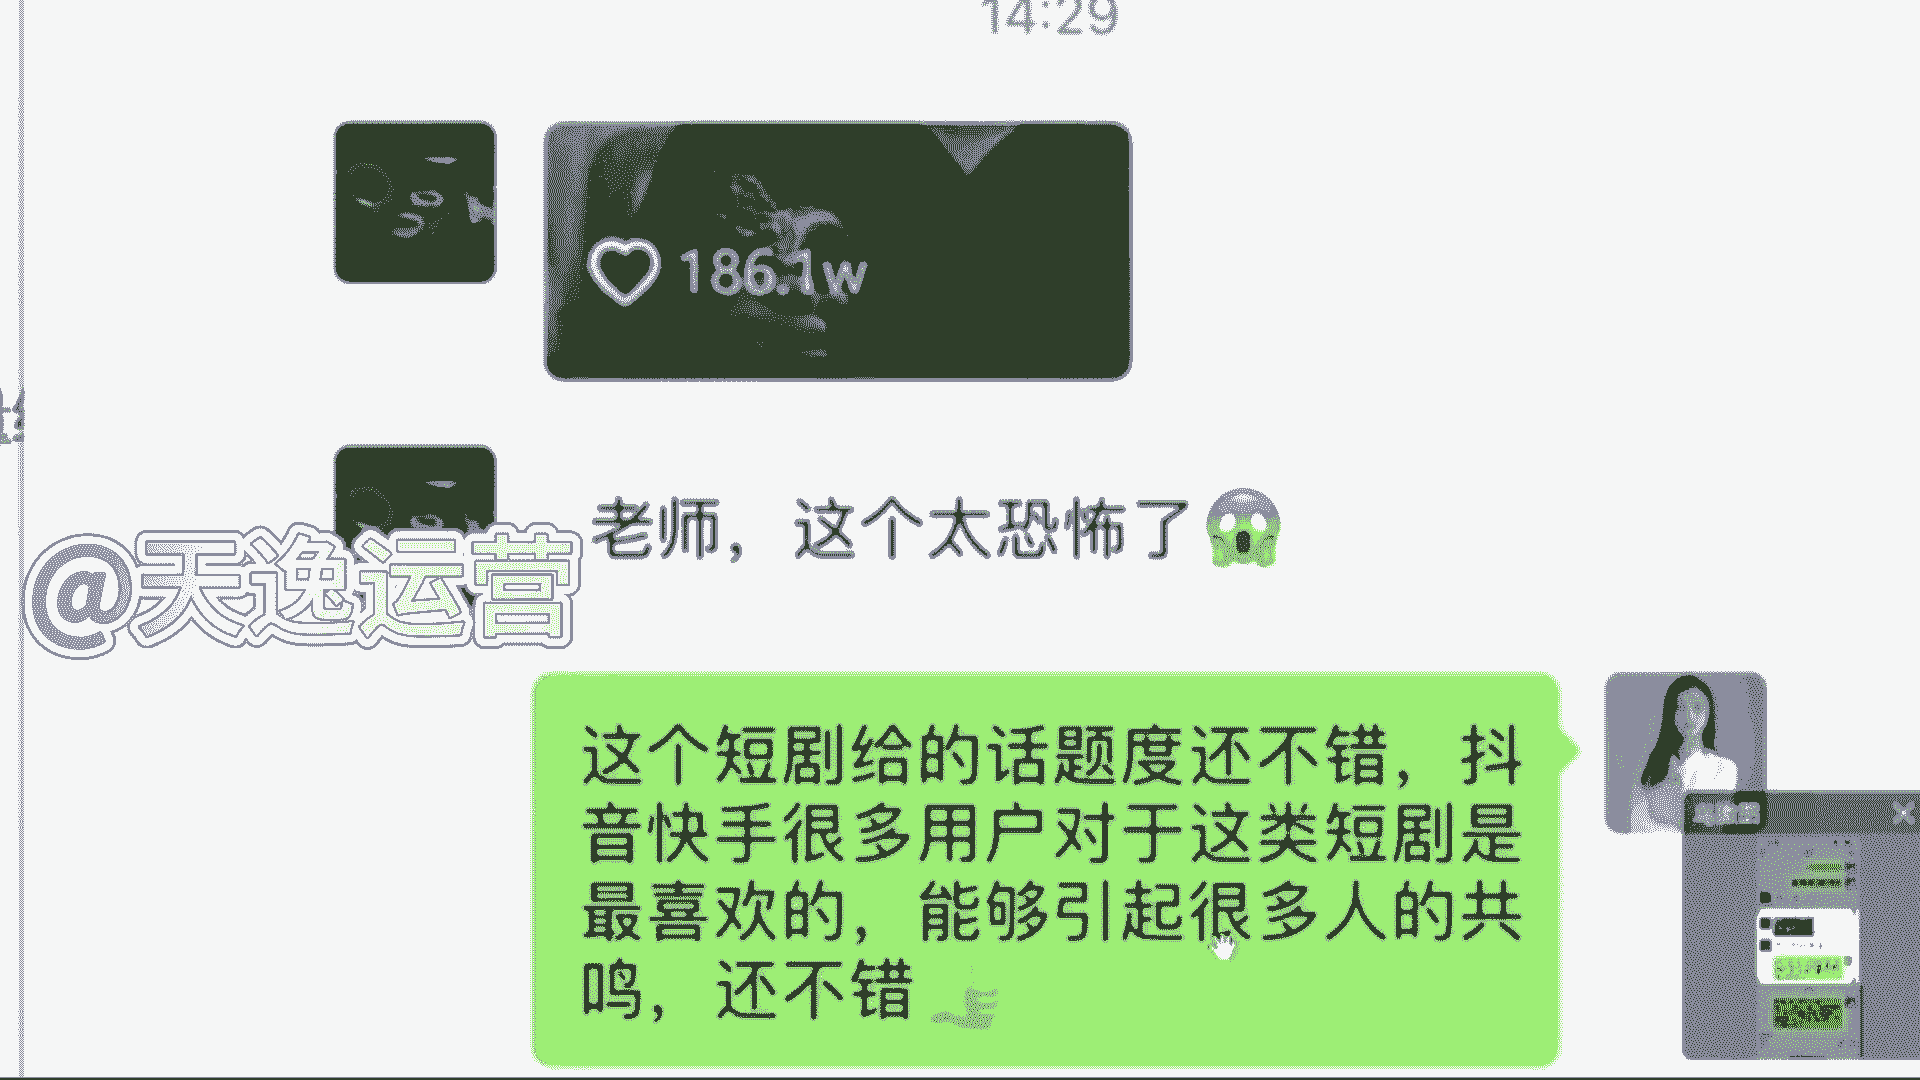 14:29
186.1w
老师，这个太恐怖了😱
@天逸运营
这个短剧给的话题度还不错，抖
音快手很多用户对于这类短剧是
最喜欢的，能够引起很多人的共
鸣，还不错